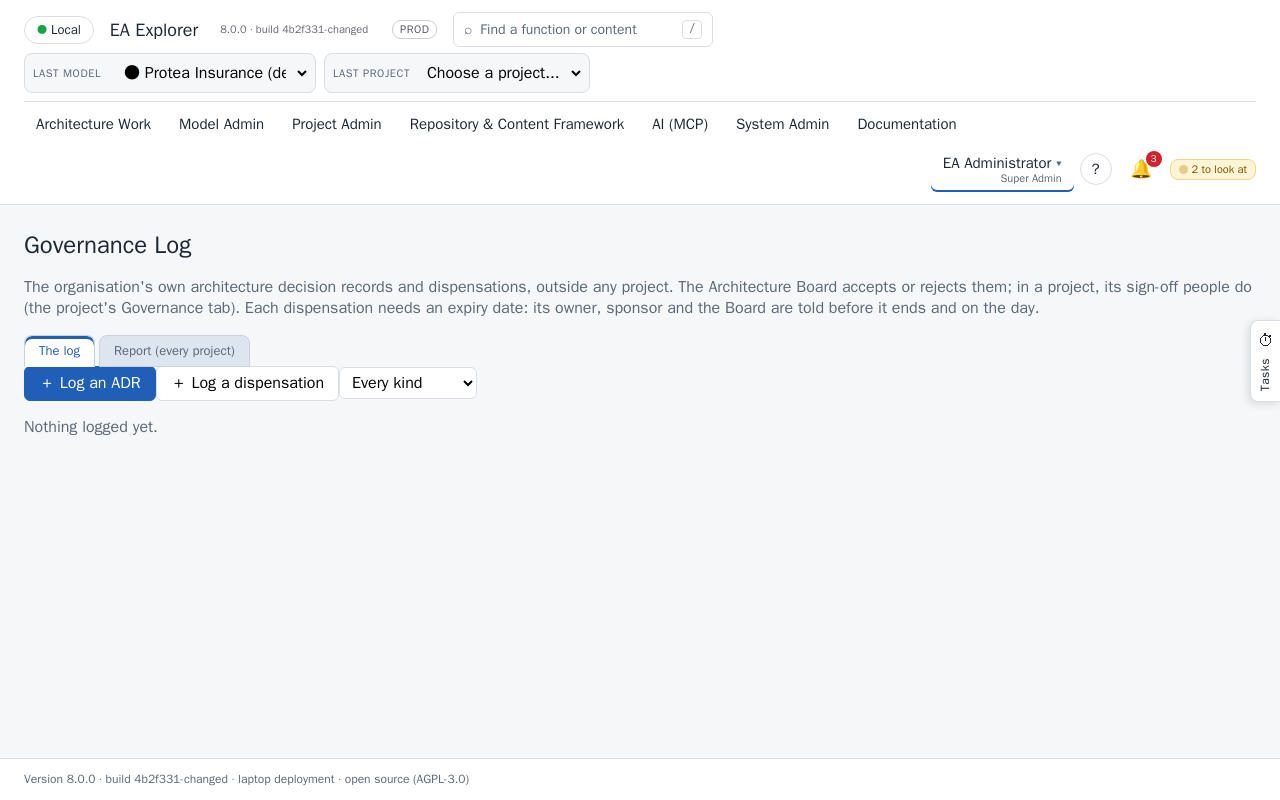 Local
EA Explorer
8.0.0 · build 4b2f331-changed
PROD
Find a function or content
/
LAST MODEL
Protea Insurance (de
LAST PROJECT
Choose a project...
Architecture Work
Model Admin
Project Admin
Repository & Content Framework
AI (MCP)
System Admin
Documentation
EA Administrator
Super Admin
?
3
2 to look at
Governance Log
The organisation's own architecture decision records and dispensations, outside any project. The Architecture Board accepts or rejects them; in a project, its sign-off people do
(the project's Governance tab). Each dispensation needs an expiry date: its owner, sponsor and the Board are told before it ends and on the day.
The log
Report (every project)
+ Log an ADR
+ Log a dispensation
Every kind
Tasks
Nothing logged yet.
Version 8.0.0 · build 4b2f331-changed · laptop deployment · open source (AGPL-3.0)